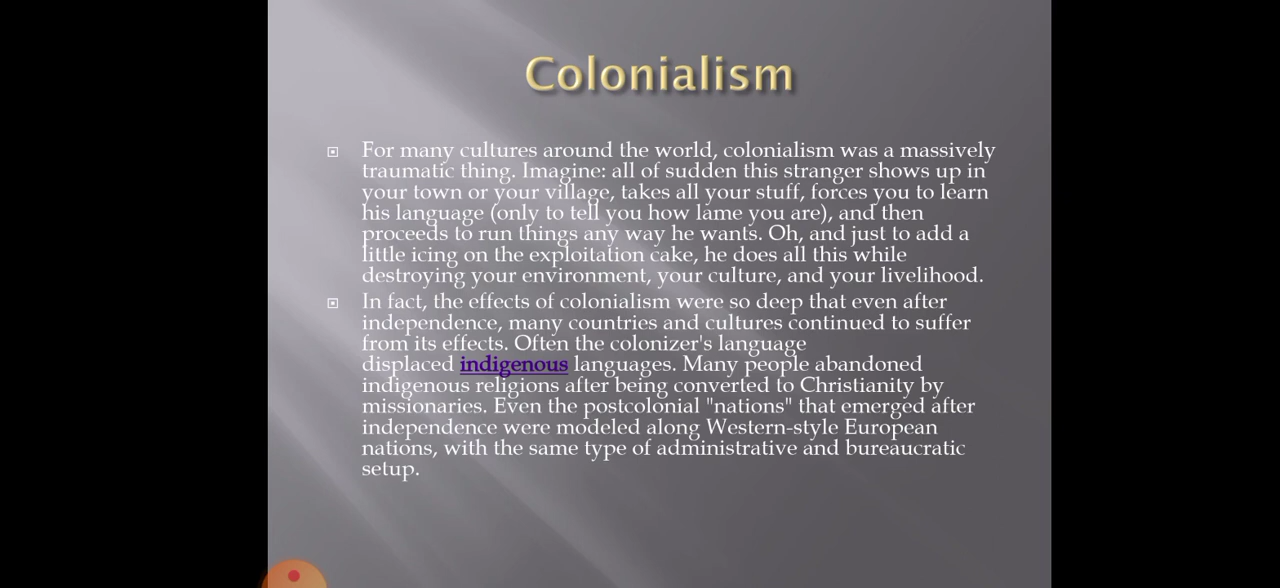 Colonialism
For many cultures around the world, colonialism was a massively
traumatic thing. Imagine: all of sudden this stranger shows up in
your town or your village, takes all your stuff, forces you to learn
his language (only to tell you how lame you are), and then
proceeds to run things any way he wants. Oh, and just to add a
little icing on the exploitation cake, he does all this while
destroying your environment, your culture, and your livelihood.
In fact, the effects of colonialism were so deep that even after
independence, many countries and cultures continued to suffer
from its effects. Often the colonizer's language
displaced indigenous languages. Many people abandoned
indigenous religions after being converted to Christianity by
missionaries. Even the postcolonial "nations" that emerged after
independence were modeled along Western-style European
nations, with the same type of administrative and bureaucratic
setup.